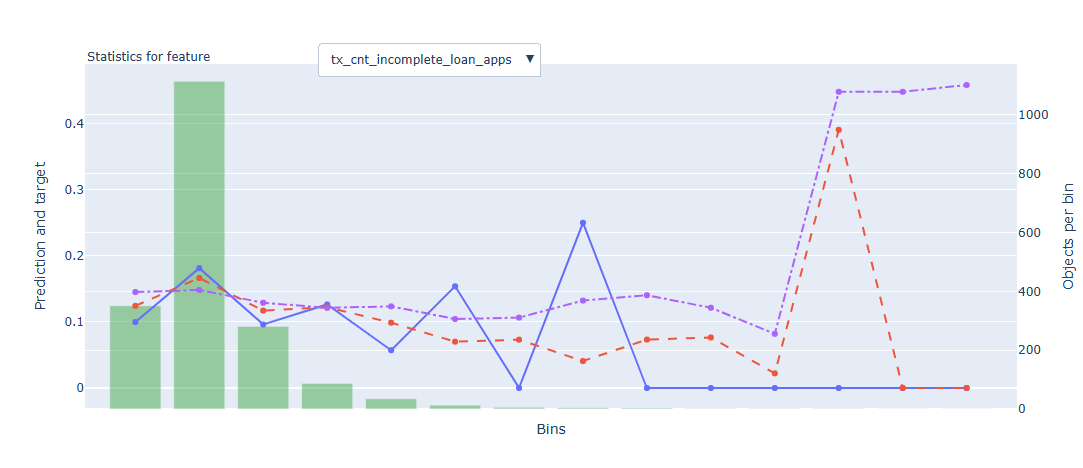 Statistics for feature
tx_cnt_incomplete_loan_apps ▼
Prediction and target
0.4
0.3
0.2
0.1
0
1000
800
600
400
200
0
Objects per bin
Bins